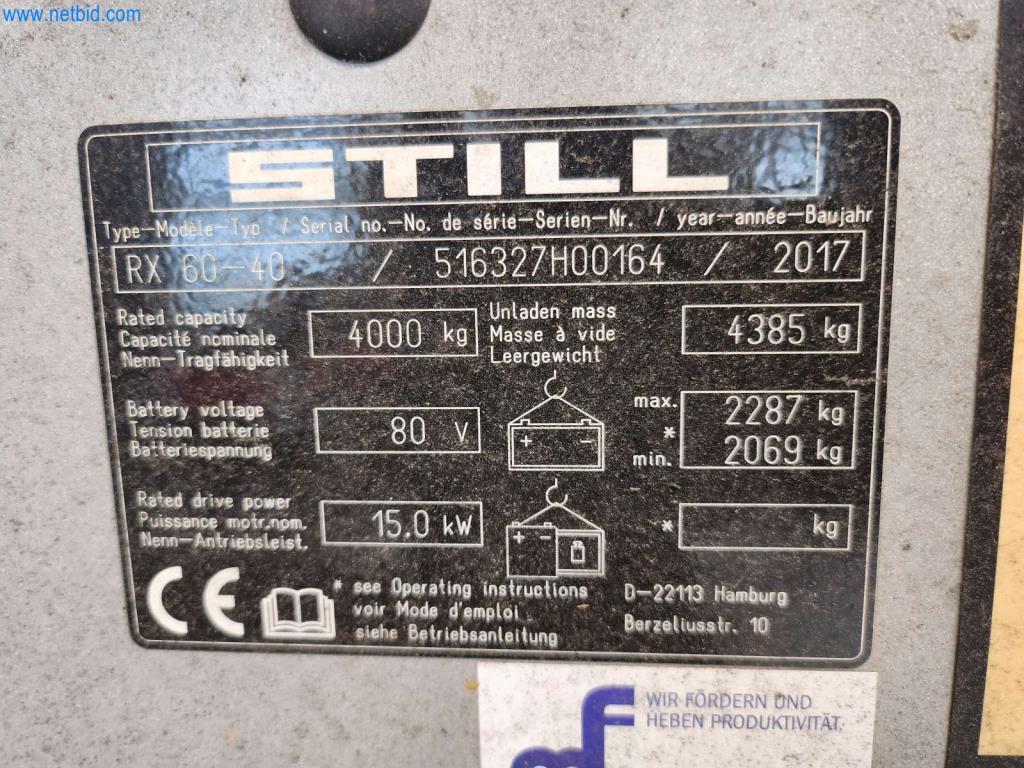 www.netbid.com
STILL
Type-Modèle-Typ / Serial no.-No. de série-Serien-Nr. / year-année-Baujahr
RX 60-40 / 516327H00164 / 2017
Rated capacity
Capacité nominale
Nenn-Tragfähigkeit
4000 kg
Unladen mass
Masse à vide
Leergewicht
4385 kg
Battery voltage
Tension batterie
Batteriespannung
80 V
+ -
max. 2287 kg
*
min. 2069 kg
Rated drive power
Puissance motr.nom.
Nenn-Antriebsleist.
15.0 kW
+ -
* kg
CE
* see Operating instructions
voir Mode d'emploi
siehe Betriebsanleitung
D-22113 Hamburg
Berzeliusstr. 10
WIR FÖRDERN UND
HEBEN PRODUKTIVITÄT.